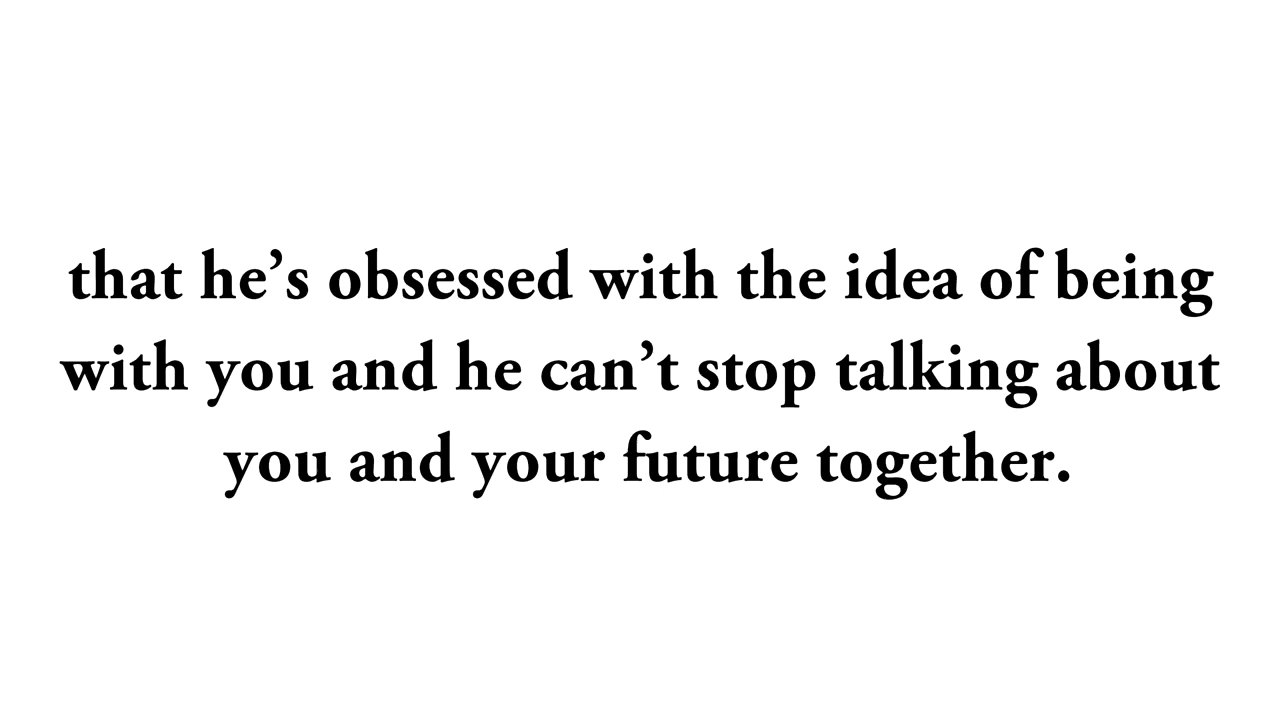 that he’s obsessed with the idea of being
with you and he can’t stop talking about
you and your future together.